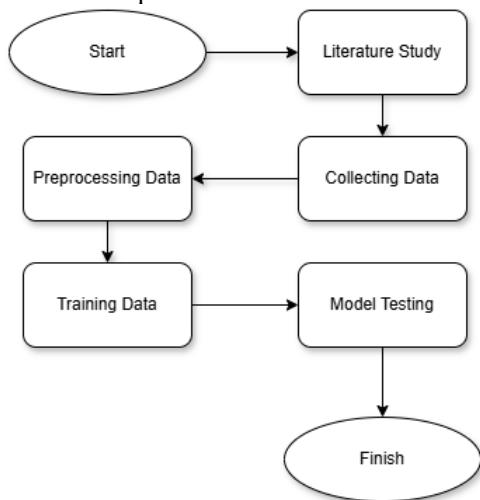 Start
Literature Study
Collecting Data
Preprocessing Data
Training Data
Model Testing
Finish